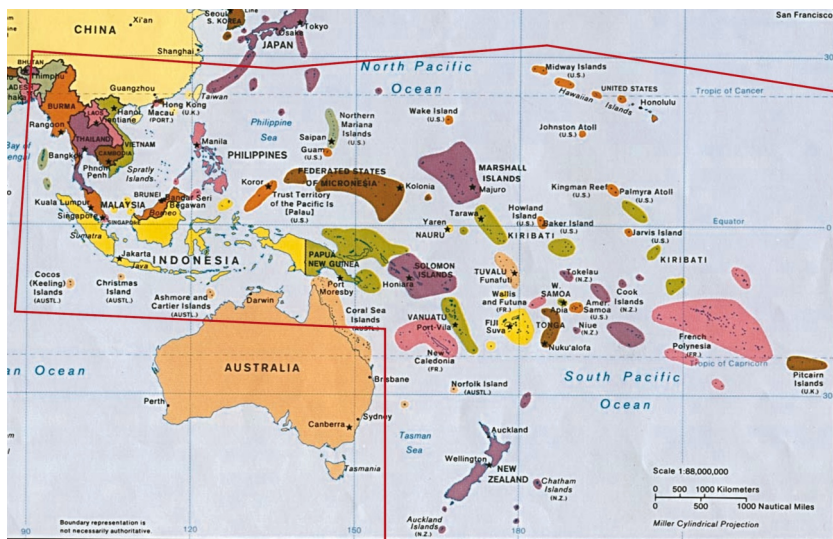 Seoul
S. KOREA
Tokyo
San Francisco
Xi'an
Osaka
CHINA
JAPAN
Shanghai
North Pacific
Ocean
30
BHUTAN
Thimphu
Midway Islands
(U.S.)
Guangzhou
Taiwan
Hawaiian Islands
UNITED STATES
Tropic of Cancer
BURMA
Hanoi
Hong Kong
(U.K.)
Macau
(PORT.)
Honolulu
LAOS
Vientiane
Wake Island
(U.S.)
Northern
Mariana
Islands
(U.S.)
Philippine
Sea
Rangoon
Johnston Atoll
(U.S.)
Bay of
THAILAND
VIETNAM
Manila
Saipan
Guam
(U.S.)
Bangkok
CAMBODIA
PHILIPPINES
Phnom
Penh
Spratly
Islands
FEDERATED STATES
OF MICRONESIA
MARSHALL
ISLANDS
Majuro
Koror
Kolonia
Kingman Reef
(U.S.)
Palmyra Atoll
(U.S.)
Trust Territory
of the Pacific Is
[Palau]
(U.S.)
BRUNEI
Bandar Seri
Begawan
Kuala Lumpur
MALAYSIA
Singapore
SINGAPORE
Borneo
Tarawa
Howland
Island
(U.S.)
Baker Island
(U.S.)
Equator
0
Yaren
NAURU
KIRIBATI
Jarvis Island
(U.S.)
Sumatra
Jakarta
Java
INDONESIA
PAPUA
NEW GUINEA
Port
Moresby
SOLOMON
ISLANDS
Honiara
TUVALU
Funafuti
Tokelau
(N.Z.)
KIRIBATI
Cocos
(Keeling)
Islands
(AUSTL.)
Christmas
Island
(AUSTL.)
Ashmore and
Cartier Islands
(AUSTL.)
Darwin
Coral Sea
Islands
(AUSTL.)
Wallis
and Futuna
(FR.)
W.
SAMOA
Apia
Amer.
Samoa
(U.S.)
Cook
Islands
(N.Z.)
VANUATU
Port-Vila
FIJI
Suva
TONGA
Nuku'alofa
Niue
(N.Z.)
French
Polynesia
(FR.)
New
Caledonia
(FR.)
Tropic of Capricorn
AUSTRALIA
an Ocean
Brisbane
Norfolk Island
(AUSTL.)
South Pacific
Ocean
Pitcairn
Islands
(U.K.)
30
Perth
Canberra
Sydney
Tasman
Sea
Auckland
Wellington
NEW
ZEALAND
Tasmania
Chatham
Islands
(N.Z.)
Scale 1:88,000,000
0 500 1000 Kilometers
0 500 1000 Nautical Miles
Auckland
Islands
(N.Z.)
Miller Cylindrical Projection
Boundary representation is
not necessarily authoritative.
90
120
150
180